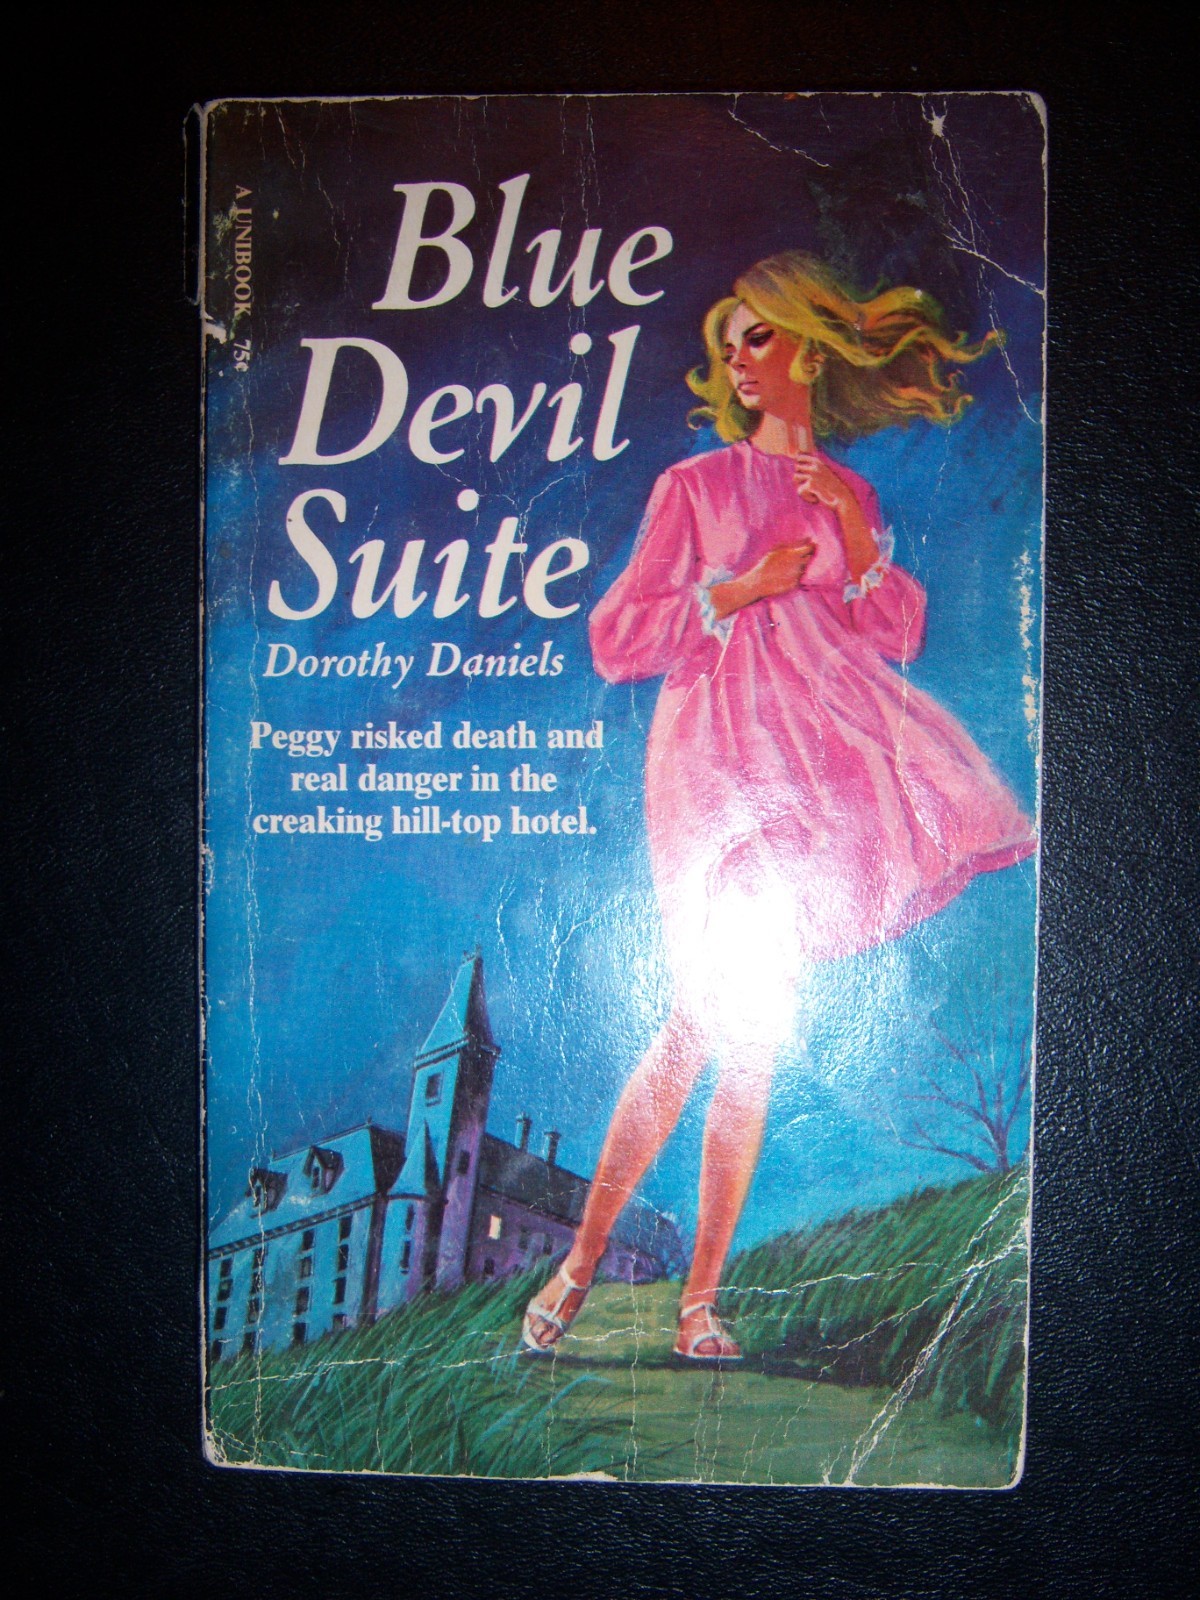 A UNIBOOK 75¢
Blue
Devil
Suite
Dorothy Daniels
Peggy risked death and
real danger in the
creaking hill-top hotel.